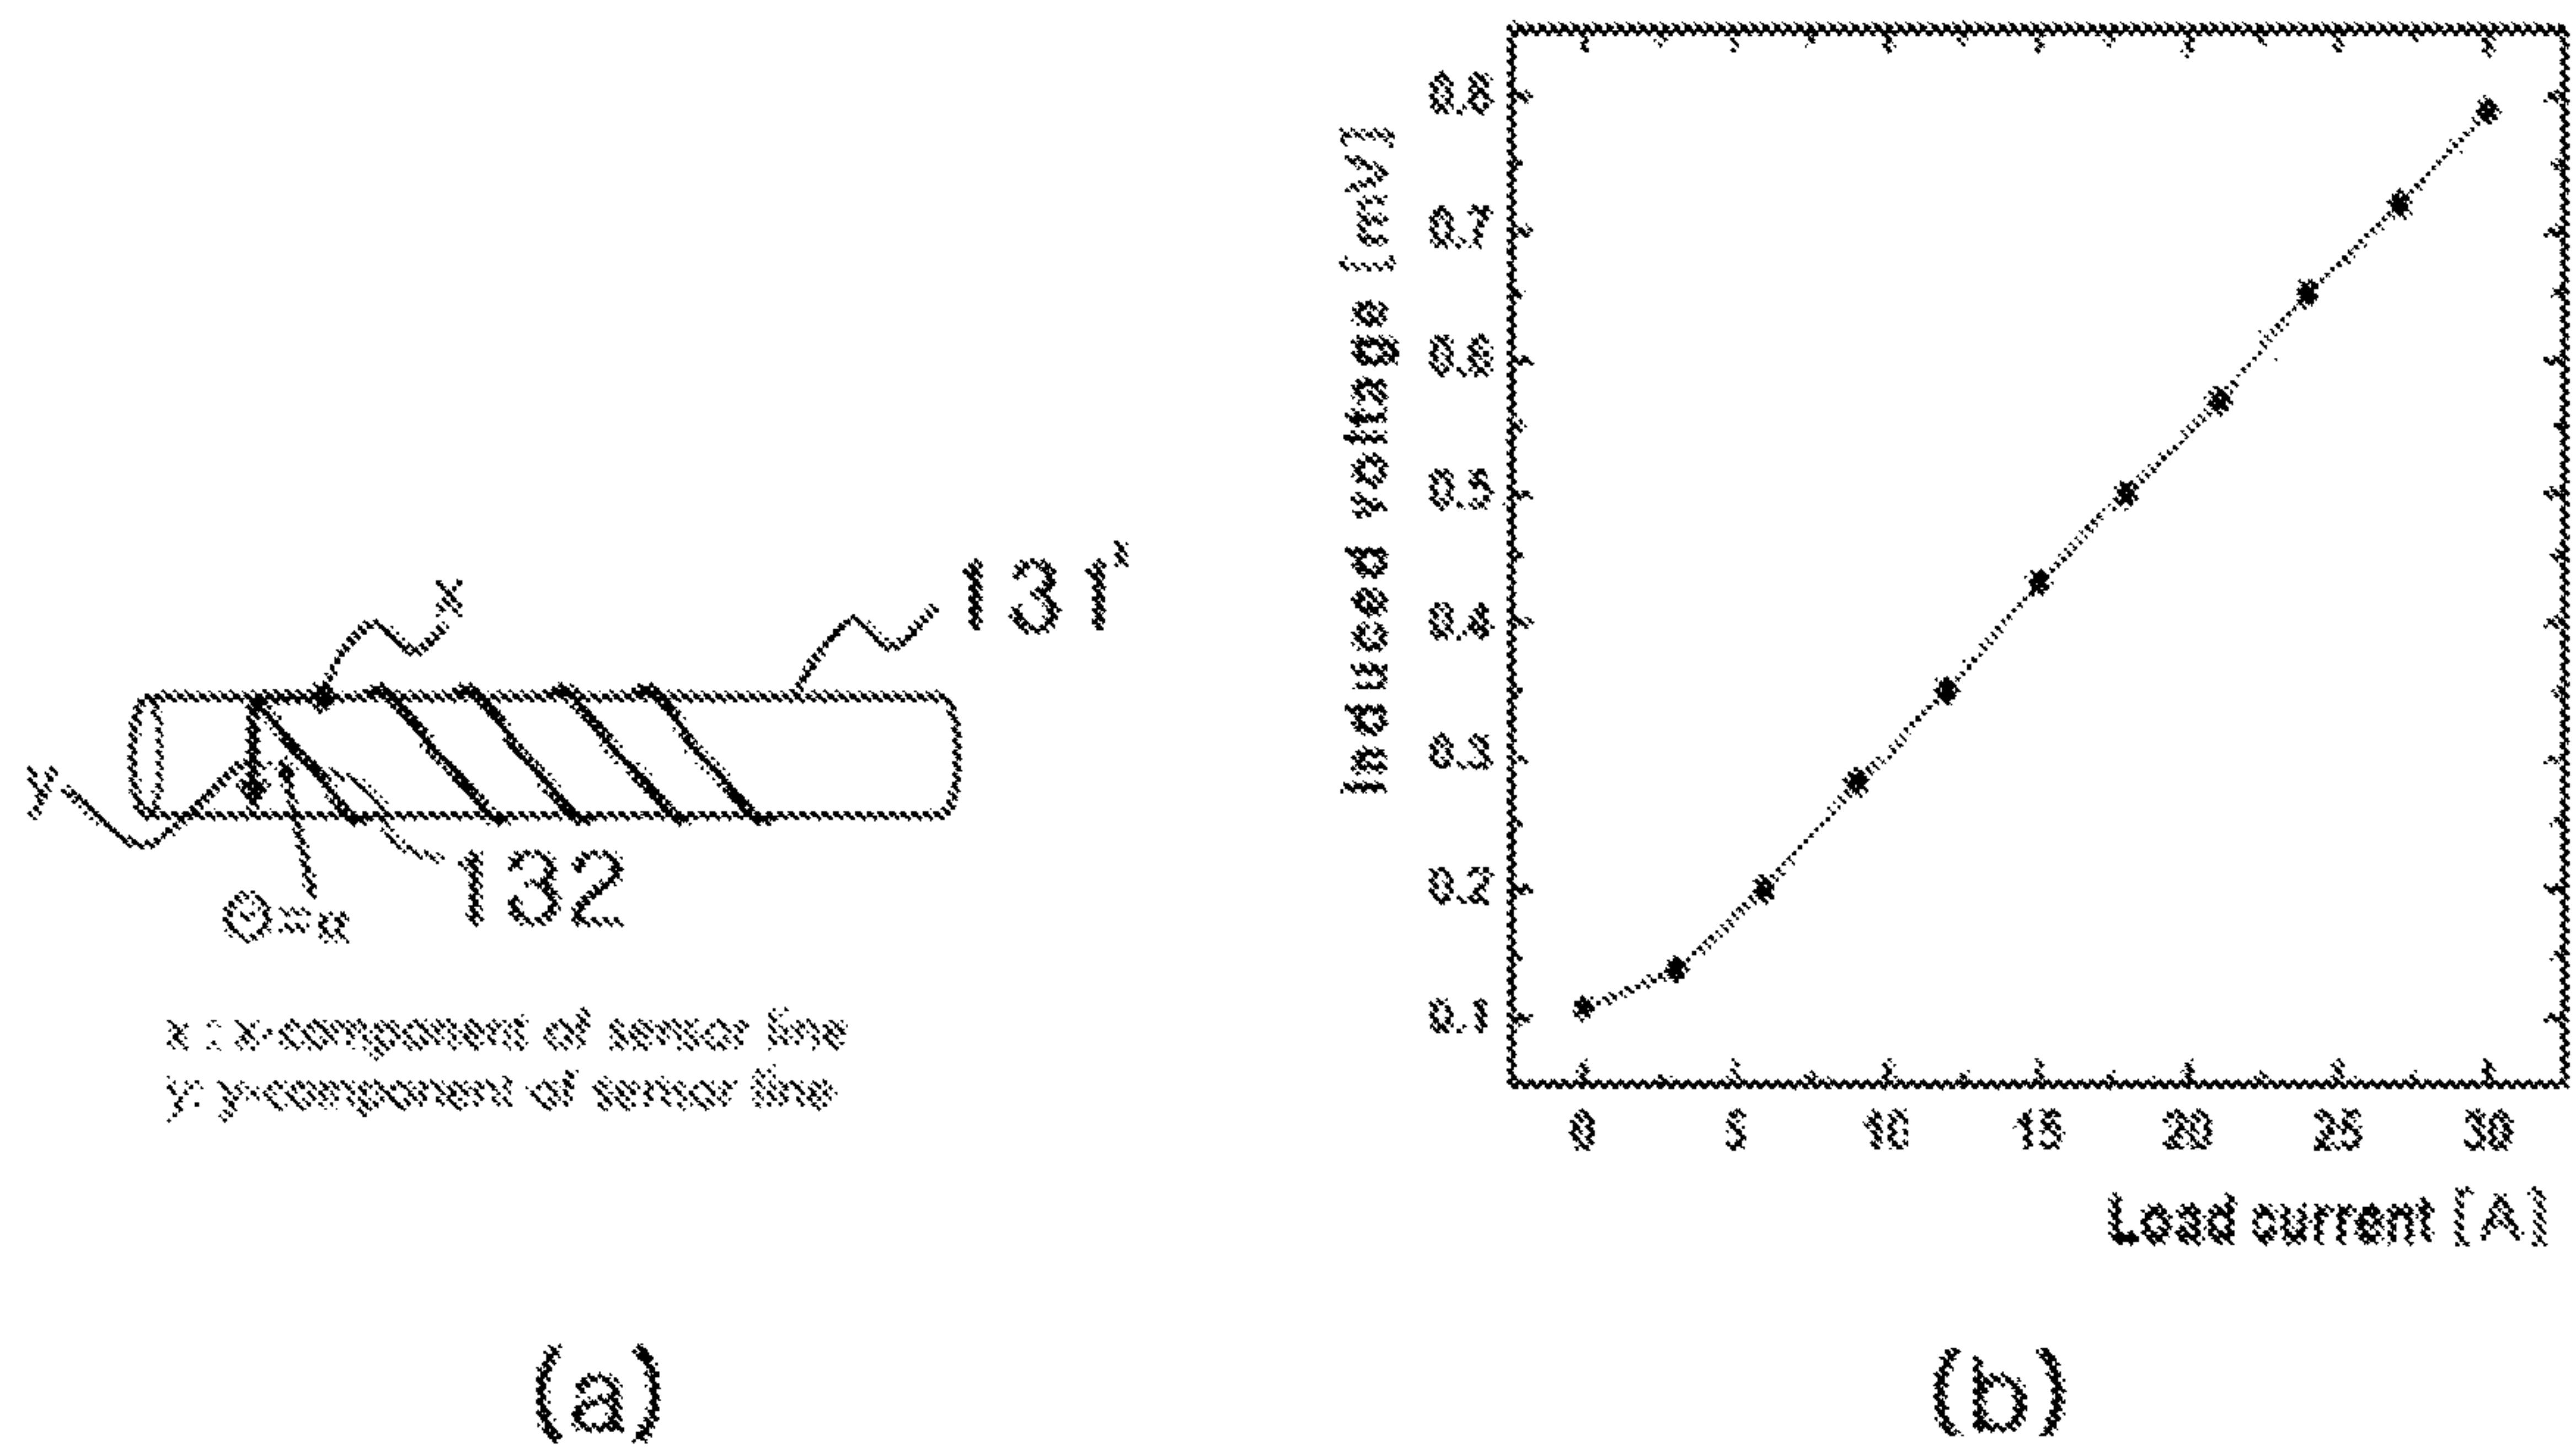 x
131'
y
132
Θ=α
x : x-component of sensor line
y: y-component of sensor line
(a)
Induced voltage [mV]
0.8
0.7
0.6
0.5
0.4
0.3
0.2
0.1
0 5 10 15 20 25 30
Load current [A]
(b)